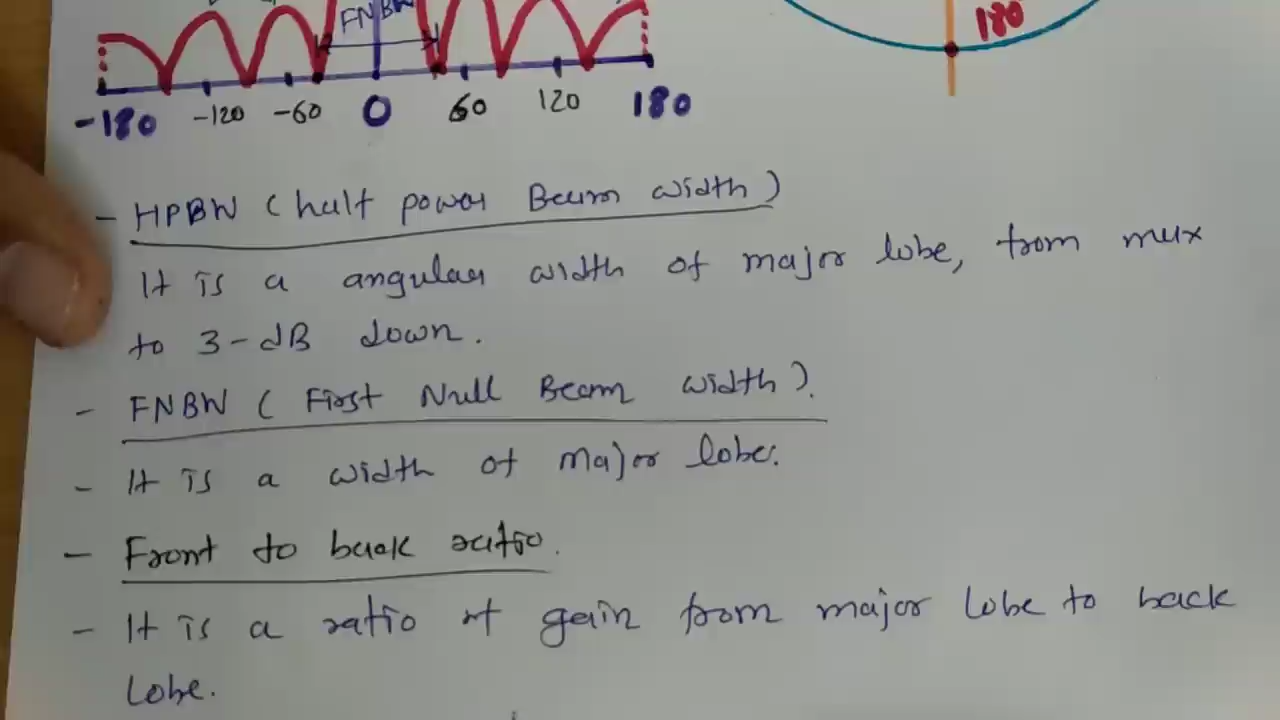 FNBW
180
-180 -120 -60 0 60 120 180
- HPBW (half power Beam width)
It is a angular width of major lobe, from max
to 3-dB down.
- FNBW (First Null Beam width).
- It is a width of major lobe.
- Front to back ratio.
- It is a ratio of gain from major lobe to back
lobe.